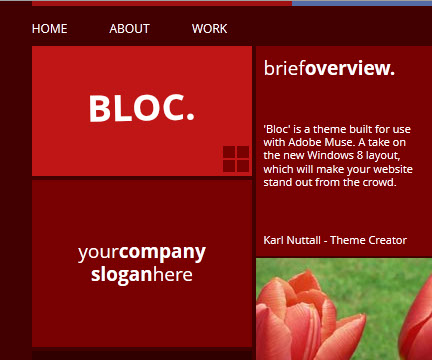 HOME ABOUT WORK
BLOC.
briefoverview.
'Bloc' is a theme built for use
with Adobe Muse. A take on
the new Windows 8 layout,
which will make your website
stand out from the crowd.
Karl Nuttall - Theme Creator
yourcompany
sloganhere